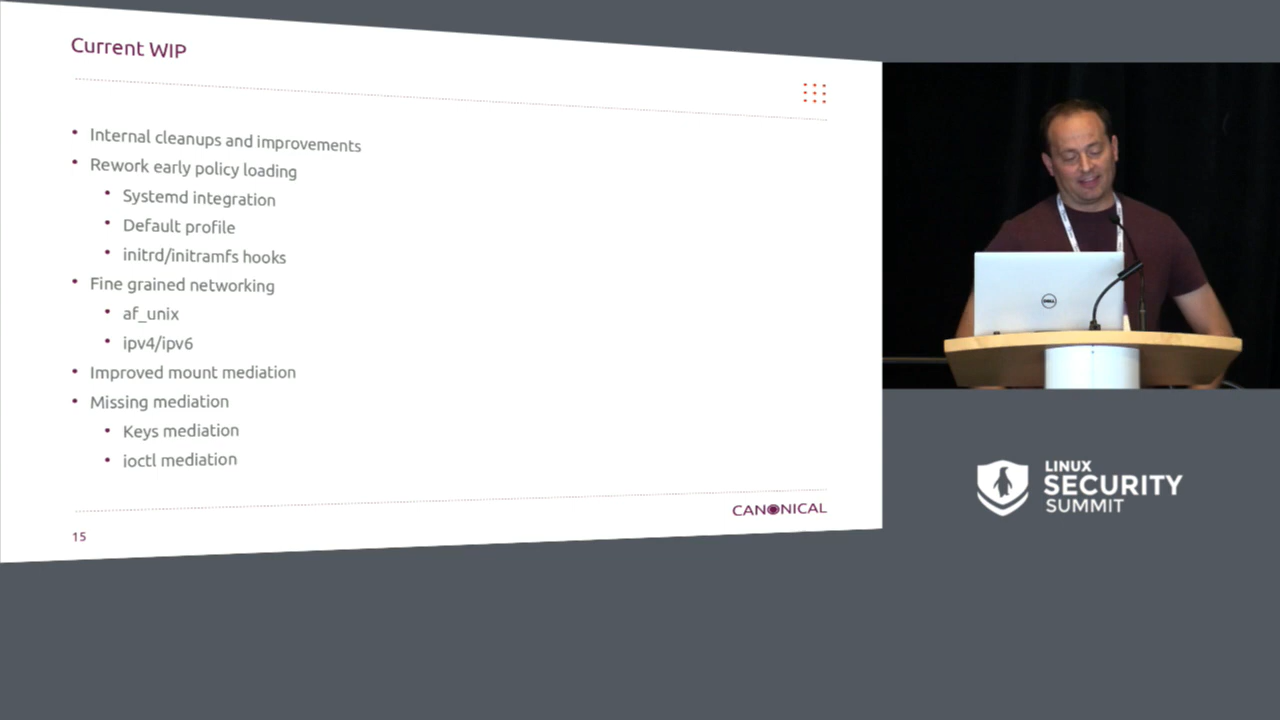 Current WIP
• Internal cleanups and improvements
• Rework early policy loading
• Systemd integration
• Default profile
• initrd/initramfs hooks
• Fine grained networking
• af_unix
• ipv4/ipv6
• Improved mount mediation
• Missing mediation
• Keys mediation
• ioctl mediation
CANONICAL
15
DELL
LINUX
SECURITY
SUMMIT